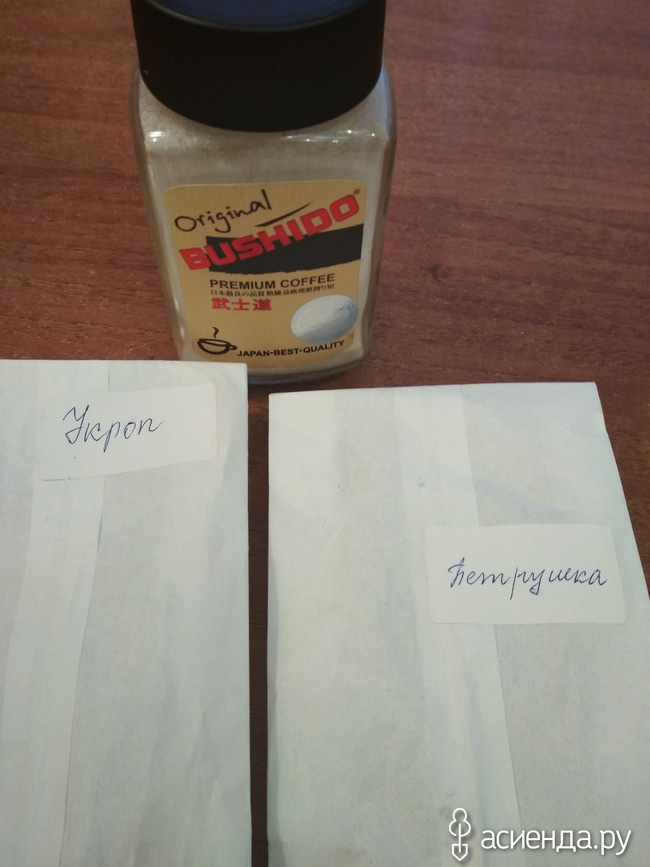 Original
BUSHIDO
PREMIUM COFFEE
武士道
JAPAN•BEST•QUALITY
Укроп
Петрушка
асиенда.ру